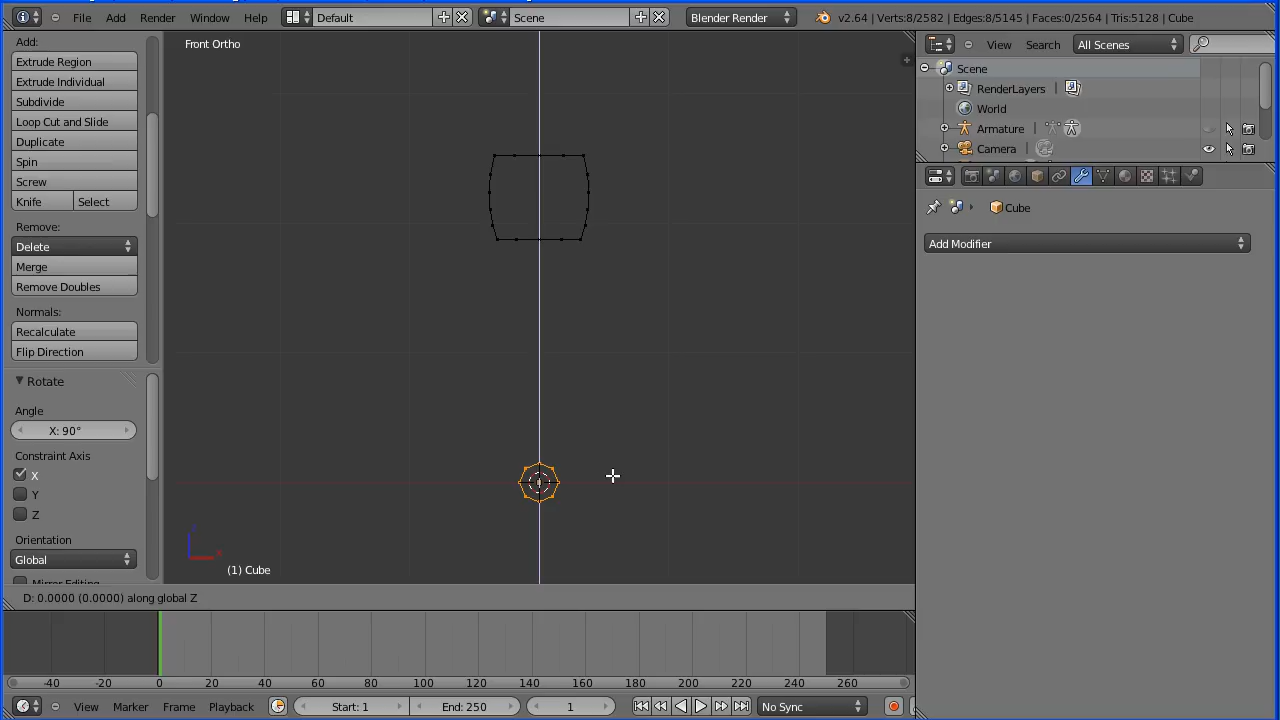 File Add Render Window Help Default Scene Blender Render v2.64 | Verts:8/2582 | Edges:8/5145 | Faces:0/2564 | Tris:5128 | Cube
Add:
Extrude Region
Extrude Individual
Subdivide
Loop Cut and Slide
Duplicate
Spin
Screw
Knife Select
Remove:
Delete
Merge
Remove Doubles
Normals:
Recalculate
Flip Direction
Rotate
Angle
X: 90°
Constraint Axis
X
Y
Z
Orientation
Global
Front Ortho
(1) Cube
D: 0.0000 (0.0000) along global Z
View Search All Scenes
Scene
RenderLayers
World
Armature
Camera
Cube
Add Modifier
-40 -20 0 20 40 60 80 100 120 140 160 180 200 220 240 260
View Marker Frame Playback Start: 1 End: 250 1 No Sync